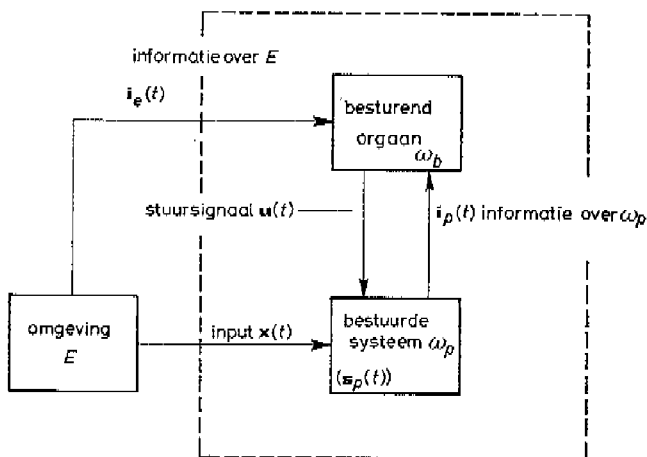 informatie over E
i_e(t)
besturend
orgaan
ω_b
stuursignaal u(t)
i_p(t) informatie over ω_p
omgeving
E
input x(t)
bestuurde
systeem ω_p
(s_p(t))